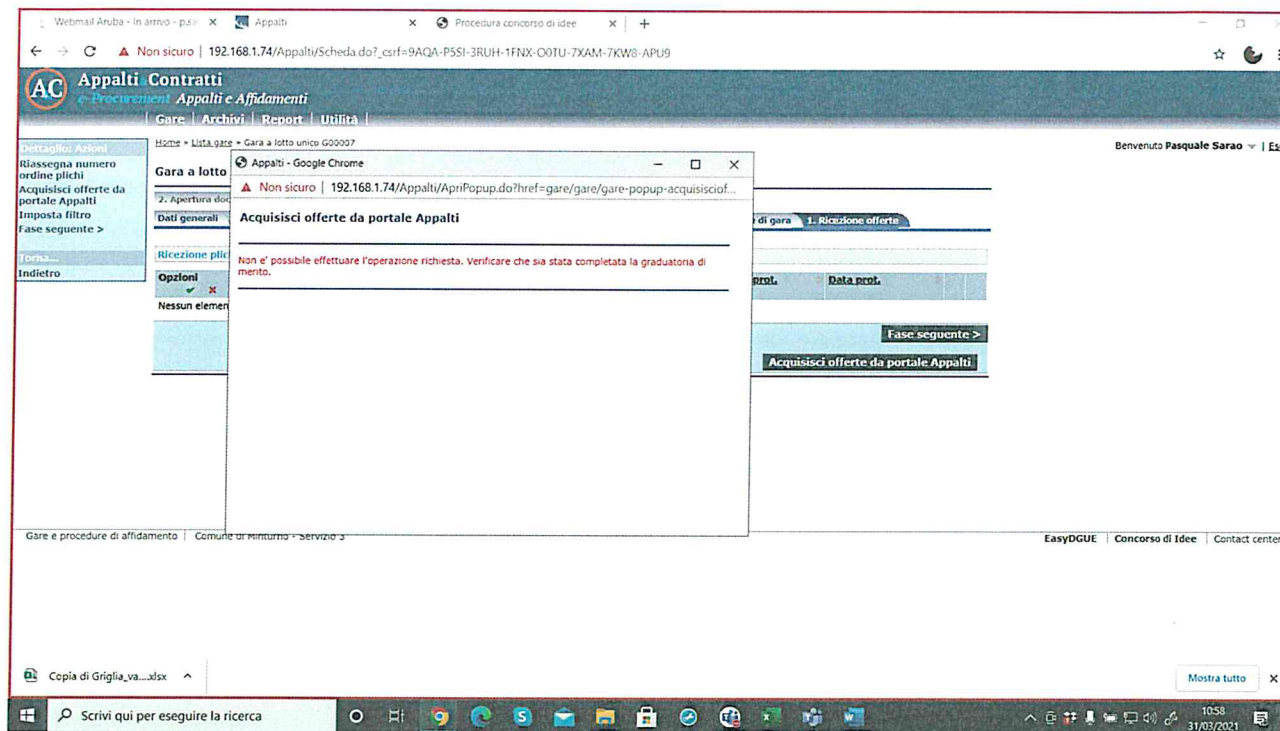 Webmail Aruba - In arrivo - p.sar
Appalti
Procedura concorso di idee
Non sicuro | 192.168.1.74/Appalti/Scheda.do?_csrf=9AQA-P5SI-3RUH-1FNX-O0TU-7XAM-7KW8-APU9
AC
Appalti Contratti
e-Procurement Appalti e Affidamenti
Gare | Archivi | Report | Utilità |
Home » Lista gare » Gara a lotto unico G00007
Benvenuto Pasquale Sarao | Es
Dettaglio: Azioni
Riassegna numero ordine plichi
Acquisisci offerte da portale Appalti
Imposta filtro
Fase seguente >
Torna...
Indietro
Gara a lotto
2. Apertura doc
Dati generali
di gara
1. Ricezione offerte
Ricezione plic
Opzioni
prot.
Data prot.
Nessun elemen
Fase seguente >
Acquisisci offerte da portale Appalti
Appalti - Google Chrome
Non sicuro | 192.168.1.74/Appalti/ApriPopup.do?href=gare/gare/gare-popup-acquisisciof...
Acquisisci offerte da portale Appalti
Non e' possibile effettuare l'operazione richiesta. Verificare che sia stata completata la graduatoria di
merito.
Gare e procedure di affidamento | Comune di Minturno - Servizio 3
EasyDGUE | Concorso di Idee | Contact center
Copia di Griglia_va....xlsx
Mostra tutto
Scrivi qui per eseguire la ricerca
10:58
31/03/2021